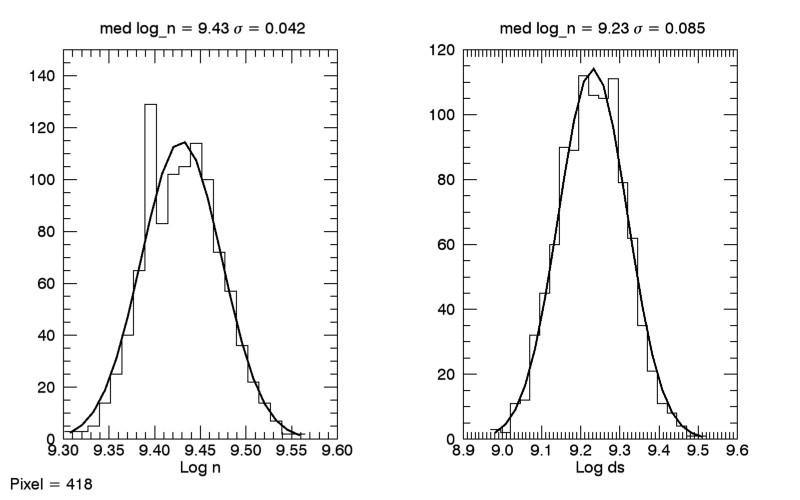 med log_n = 9.43 σ = 0.042
140
120
100
80
60
40
20
0
9.30 9.35 9.40 9.45 9.50 9.55 9.60
Log n
med log_n = 9.23 σ = 0.085
120
100
80
60
40
20
0
8.9 9.0 9.1 9.2 9.3 9.4 9.5 9.6
Log ds
Pixel = 418